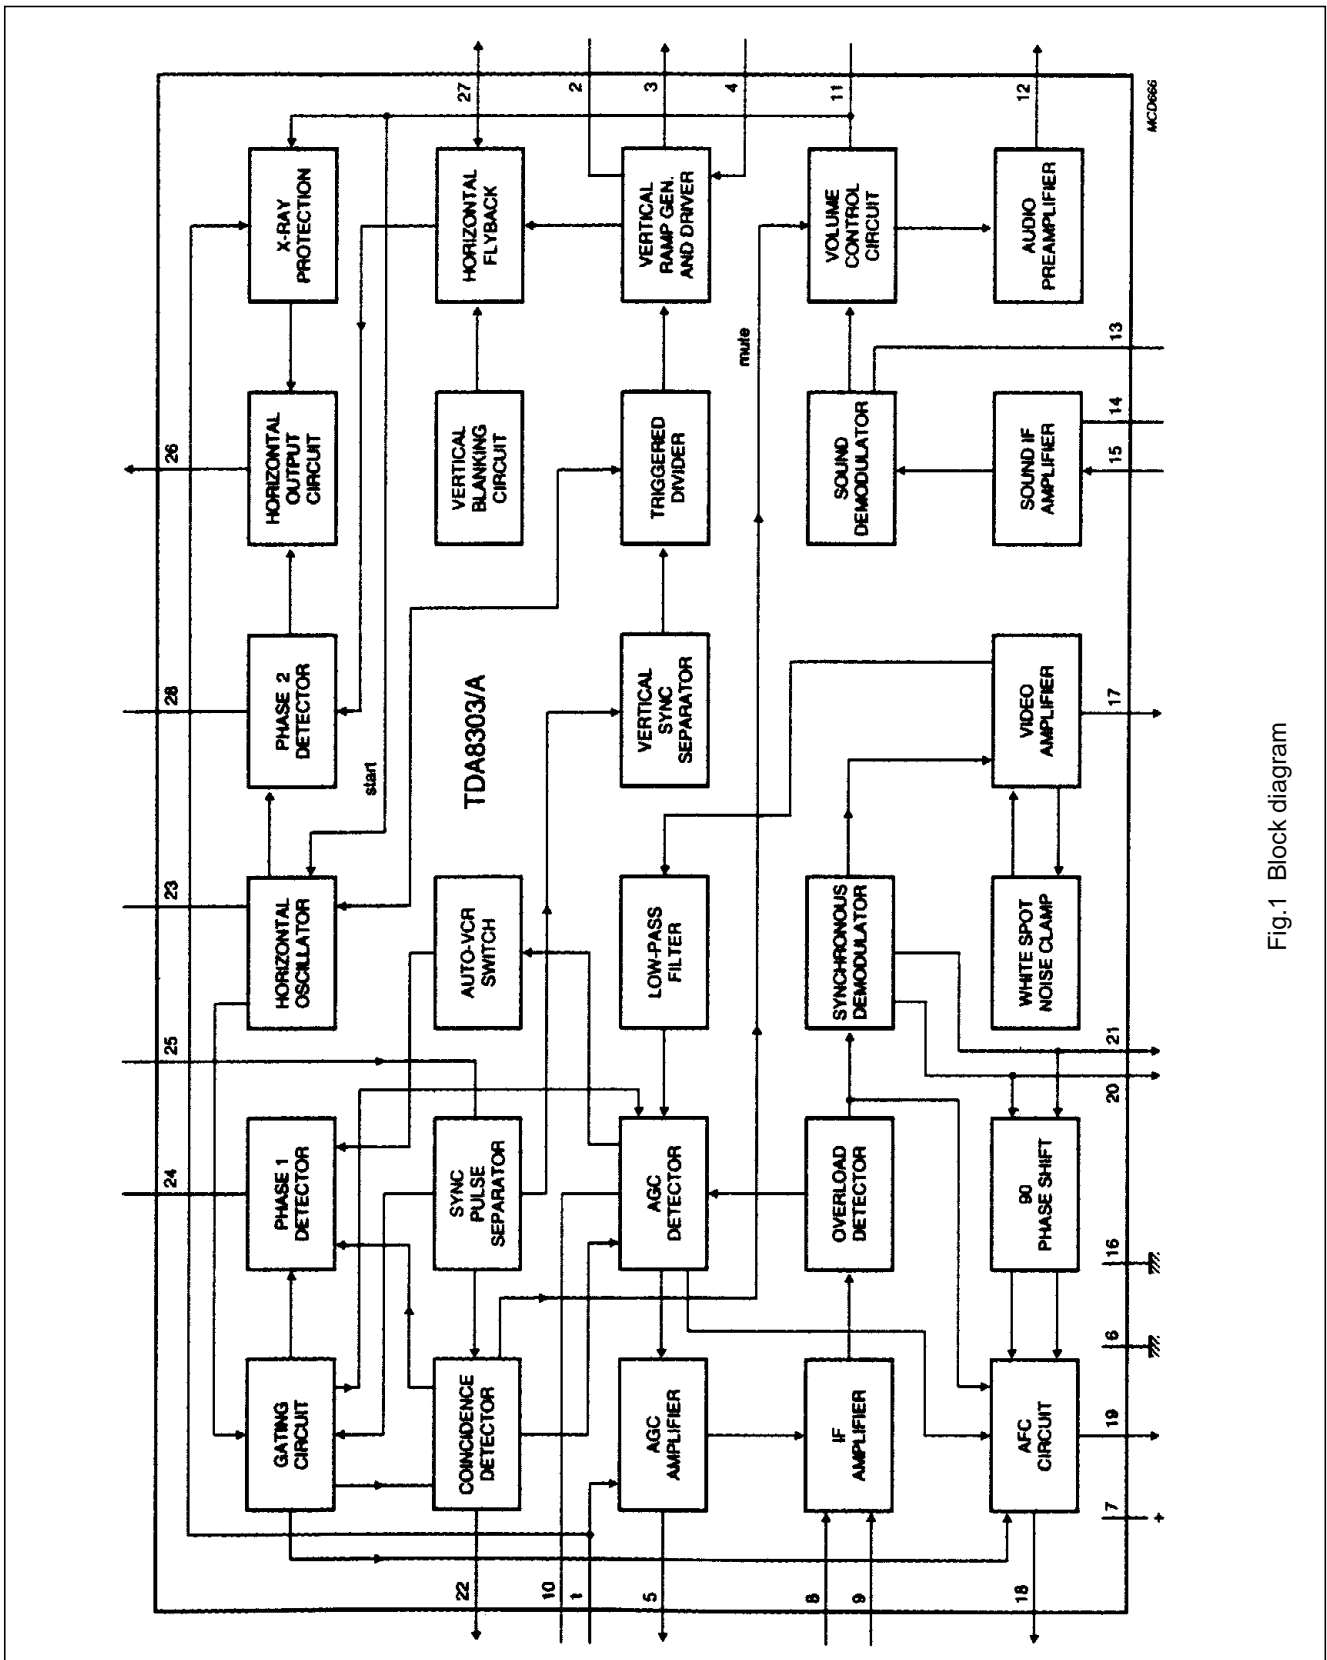 22
10
1
5
8
9
18
GATING
CIRCUIT
COINCIDENCE
DETECTOR
AGC
AMPLIFIER
IF
AMPLIFIER
AFC
CIRCUIT
7
+
19
6
16
24
PHASE 1
DETECTOR
SYNC
PULSE
SEPARATOR
AGC
DETECTOR
OVERLOAD
DETECTOR
90
PHASE SHIFT
25
20
21
23
HORIZONTAL
OSCILLATOR
AUTO-VCR
SWITCH
LOW-PASS
FILTER
SYNCHRONOUS
DEMODULATOR
WHITE SPOT
NOISE CLAMP
start
TDA8303/A
28
PHASE 2
DETECTOR
VERTICAL
SYNC
SEPARATOR
VIDEO
AMPLIFIER
17
26
HORIZONTAL
OUTPUT
CIRCUIT
VERTICAL
BLANKING
CIRCUIT
TRIGGERED
DIVIDER
SOUND
DEMODULATOR
SOUND IF
AMPLIFIER
15
14
13
mute
X-RAY
PROTECTION
HORIZONTAL
FLYBACK
VERTICAL
RAMP GEN.
AND DRIVER
VOLUME
CONTROL
CIRCUIT
AUDIO
PREAMPLIFIER
27
2
3
4
11
12
MCD666
Fig.1 Block diagram